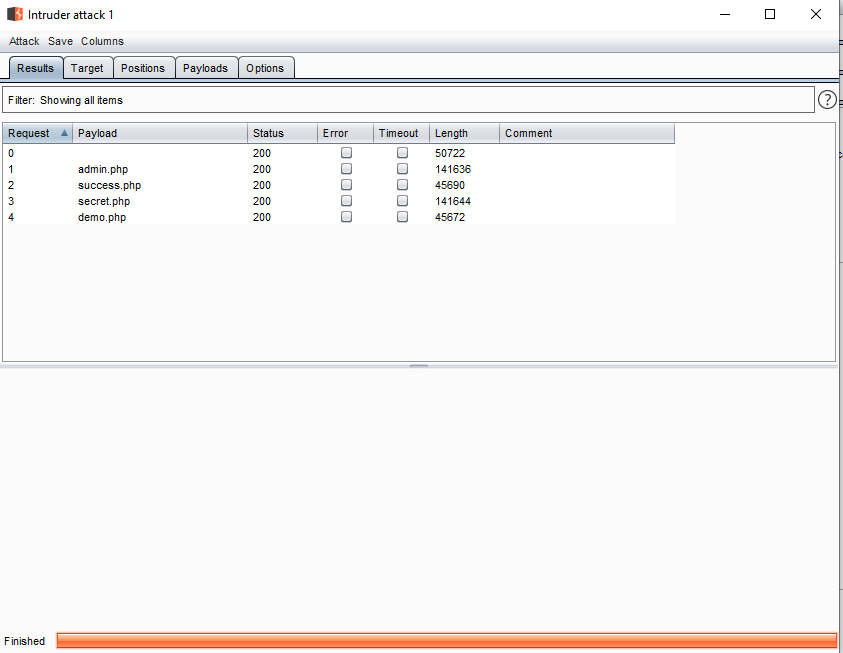 Intruder attack 1
Attack Save Columns
Results Target Positions Payloads Options
Filter: Showing all items ?
Request Payload Status Error Timeout Length Comment
0 200 50722
1 admin.php 200 141636
2 success.php 200 45690
3 secret.php 200 141644
4 demo.php 200 45672
Finished